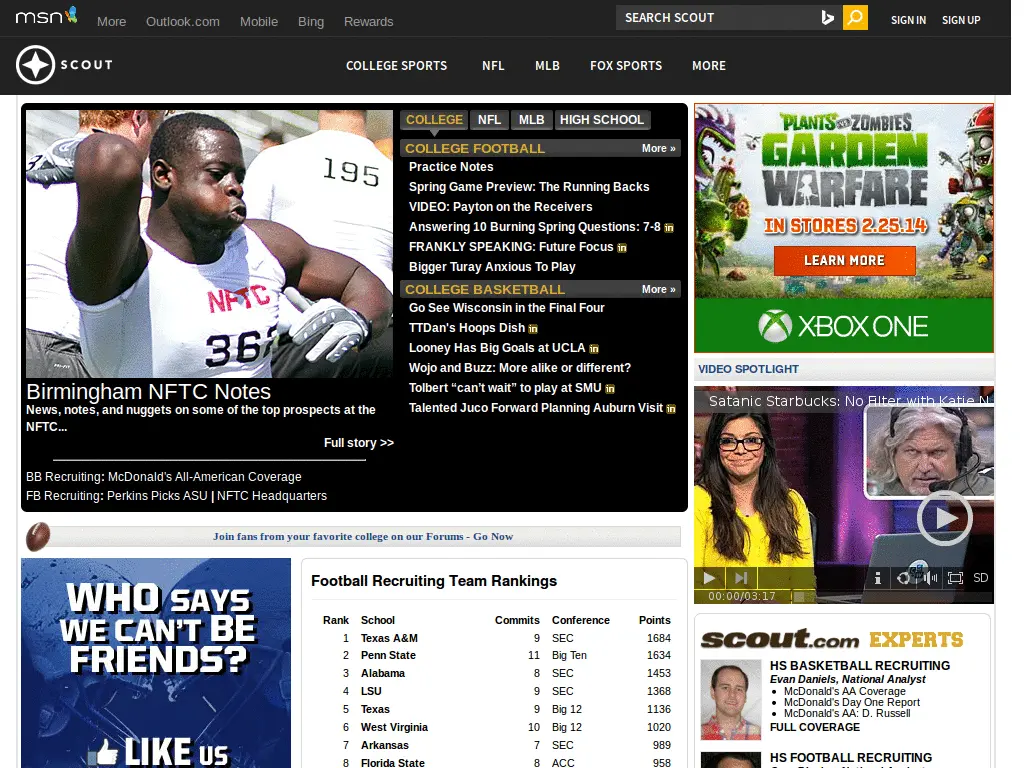 msn
More Outlook.com Mobile Bing Rewards
SEARCH SCOUT
SIGN IN SIGN UP
SCOUT
COLLEGE SPORTS NFL MLB FOX SPORTS MORE
195
NFTC
362
Birmingham NFTC Notes
News, notes, and nuggets on some of the top prospects at the
NFTC...
Full story >>
BB Recruiting: McDonald's All-American Coverage
FB Recruiting: Perkins Picks ASU | NFTC Headquarters
COLLEGE NFL MLB HIGH SCHOOL
COLLEGE FOOTBALL More »
Practice Notes
Spring Game Preview: The Running Backs
VIDEO: Payton on the Receivers
Answering 10 Burning Spring Questions: 7-8 in
FRANKLY SPEAKING: Future Focus in
Bigger Turay Anxious To Play
COLLEGE BASKETBALL More »
Go See Wisconsin in the Final Four
TTDan's Hoops Dish in
Looney Has Big Goals at UCLA in
Wojo and Buzz: More alike or different?
Tolbert “can’t wait” to play at SMU in
Talented Juco Forward Planning Auburn Visit in
PLANTS VS ZOMBIES
GARDEN
WARFARE
IN STORES 2.25.14
LEARN MORE
XBOX ONE
VIDEO SPOTLIGHT
Satanic Starbucks: No Filter with Katie N
00:00/03:17
SD
Join fans from your favorite college on our Forums - Go Now
WHO SAYS
WE CAN'T BE
FRIENDS?
LIKE US
Football Recruiting Team Rankings
Rank School Commits Conference Points
1 Texas A&M 9 SEC 1684
2 Penn State 11 Big Ten 1634
3 Alabama 8 SEC 1453
4 LSU 9 SEC 1368
5 Texas 9 Big 12 1136
6 West Virginia 10 Big 12 1020
7 Arkansas 7 SEC 989
8 Florida State 8 ACC 958
scout.com EXPERTS
HS BASKETBALL RECRUITING
Evan Daniels, National Analyst
McDonald's AA Coverage
McDonald's Day One Report
McDonald's AA: D. Russell
FULL COVERAGE
HS FOOTBALL RECRUITING